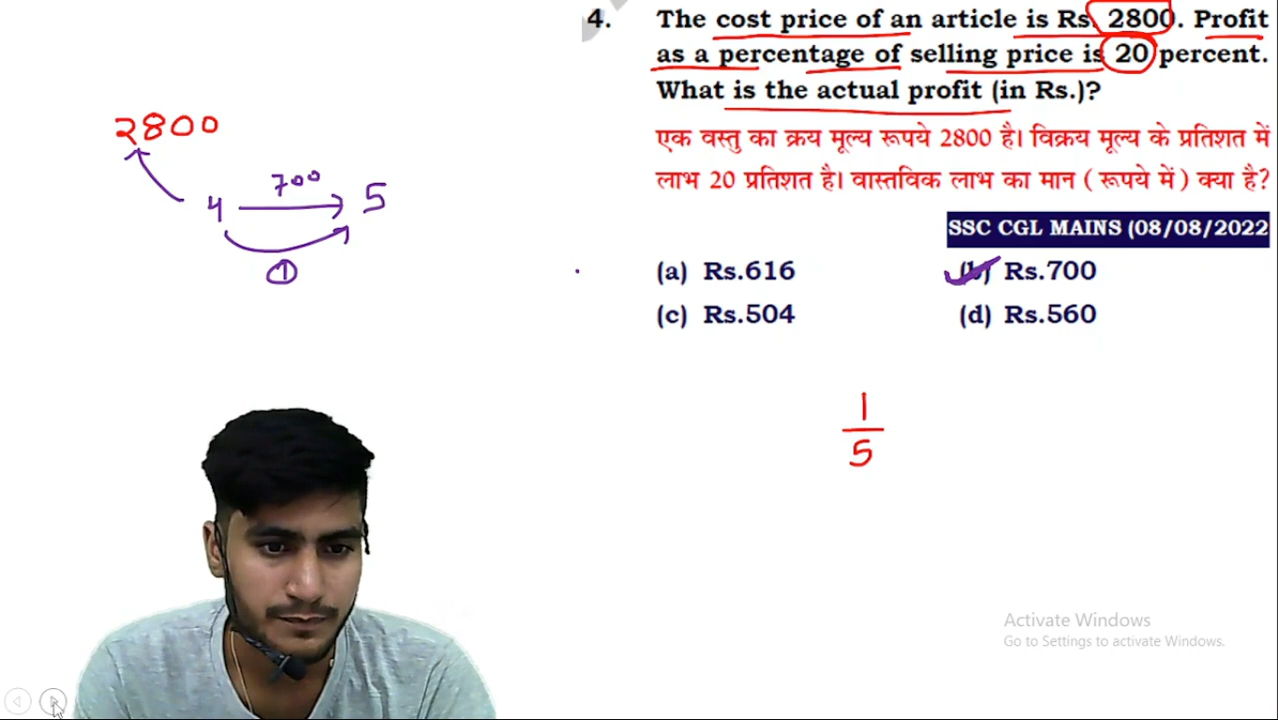 4. The cost price of an article is Rs. 2800. Profit
as a percentage of selling price is 20 percent.
What is the actual profit (in Rs.)?
एक वस्तु का क्रय मूल्य रूपये 2800 है। विक्रय मूल्य के प्रतिशत में
लाभ 20 प्रतिशत है। वास्तविक लाभ का मान ( रूपये में ) क्या है?
SSC CGL MAINS (08/08/2022
(a) Rs.616 (b) Rs.700
(c) Rs.504 (d) Rs.560
2800
700
4 5
1
1
5
Activate Windows
Go to Settings to activate Windows.